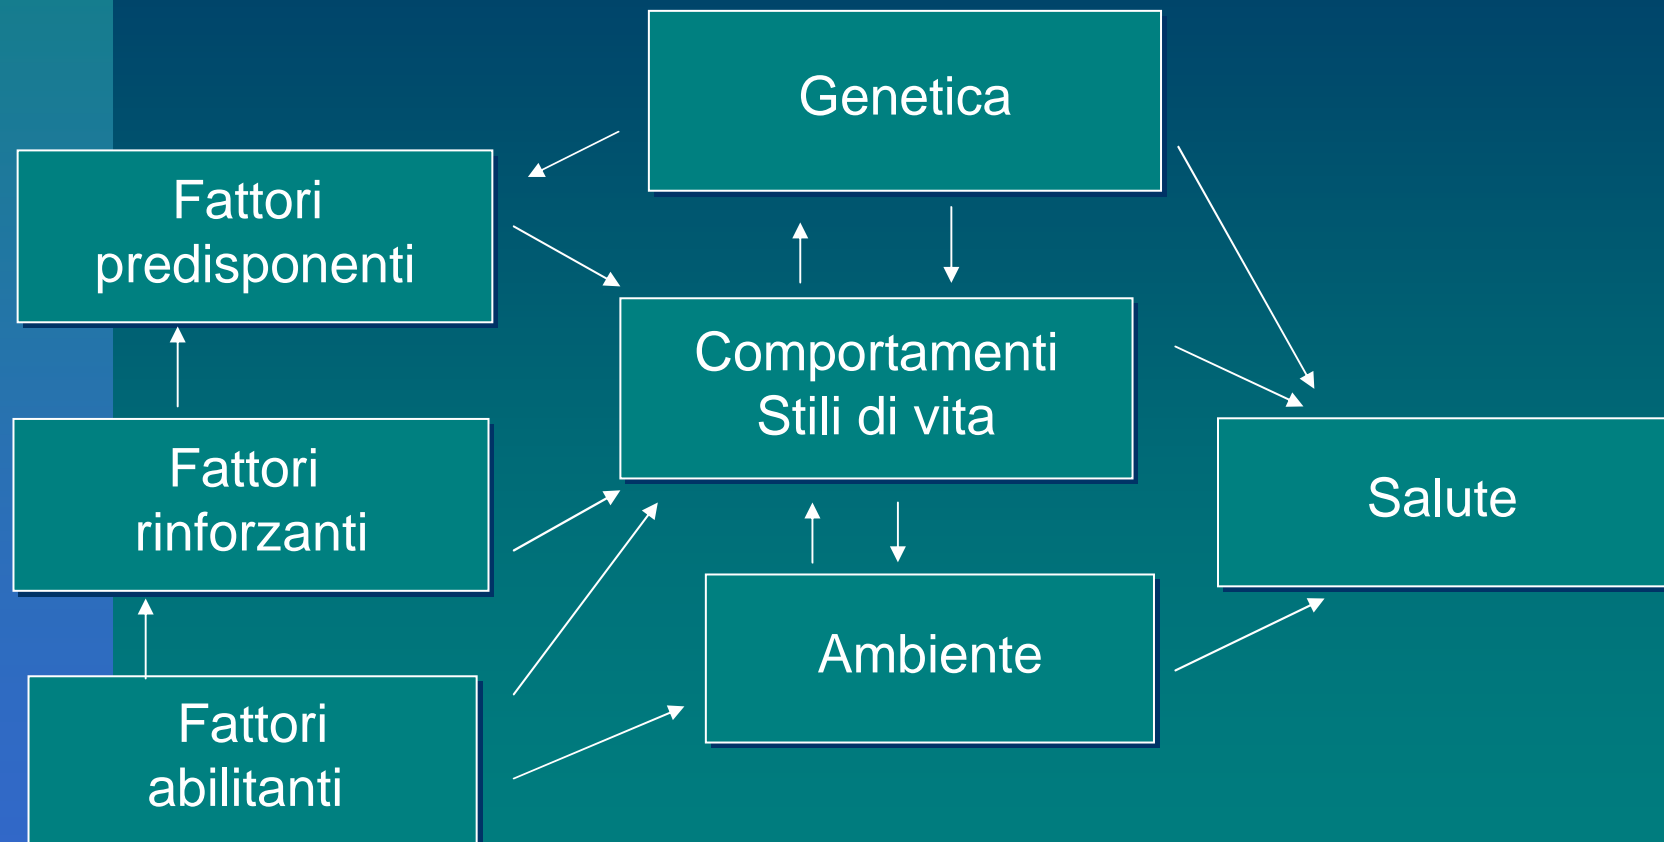 Genetica
Fattori
predisponenti
Comportamenti
Stili di vita
Fattori
rinforzanti
Salute
Ambiente
Fattori
abilitanti